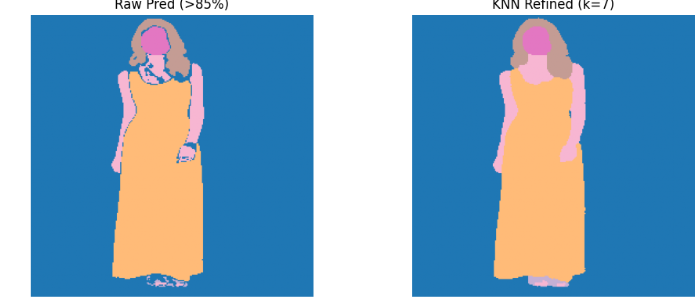 Raw Pred (>85%)
KNN Refined (k=7)